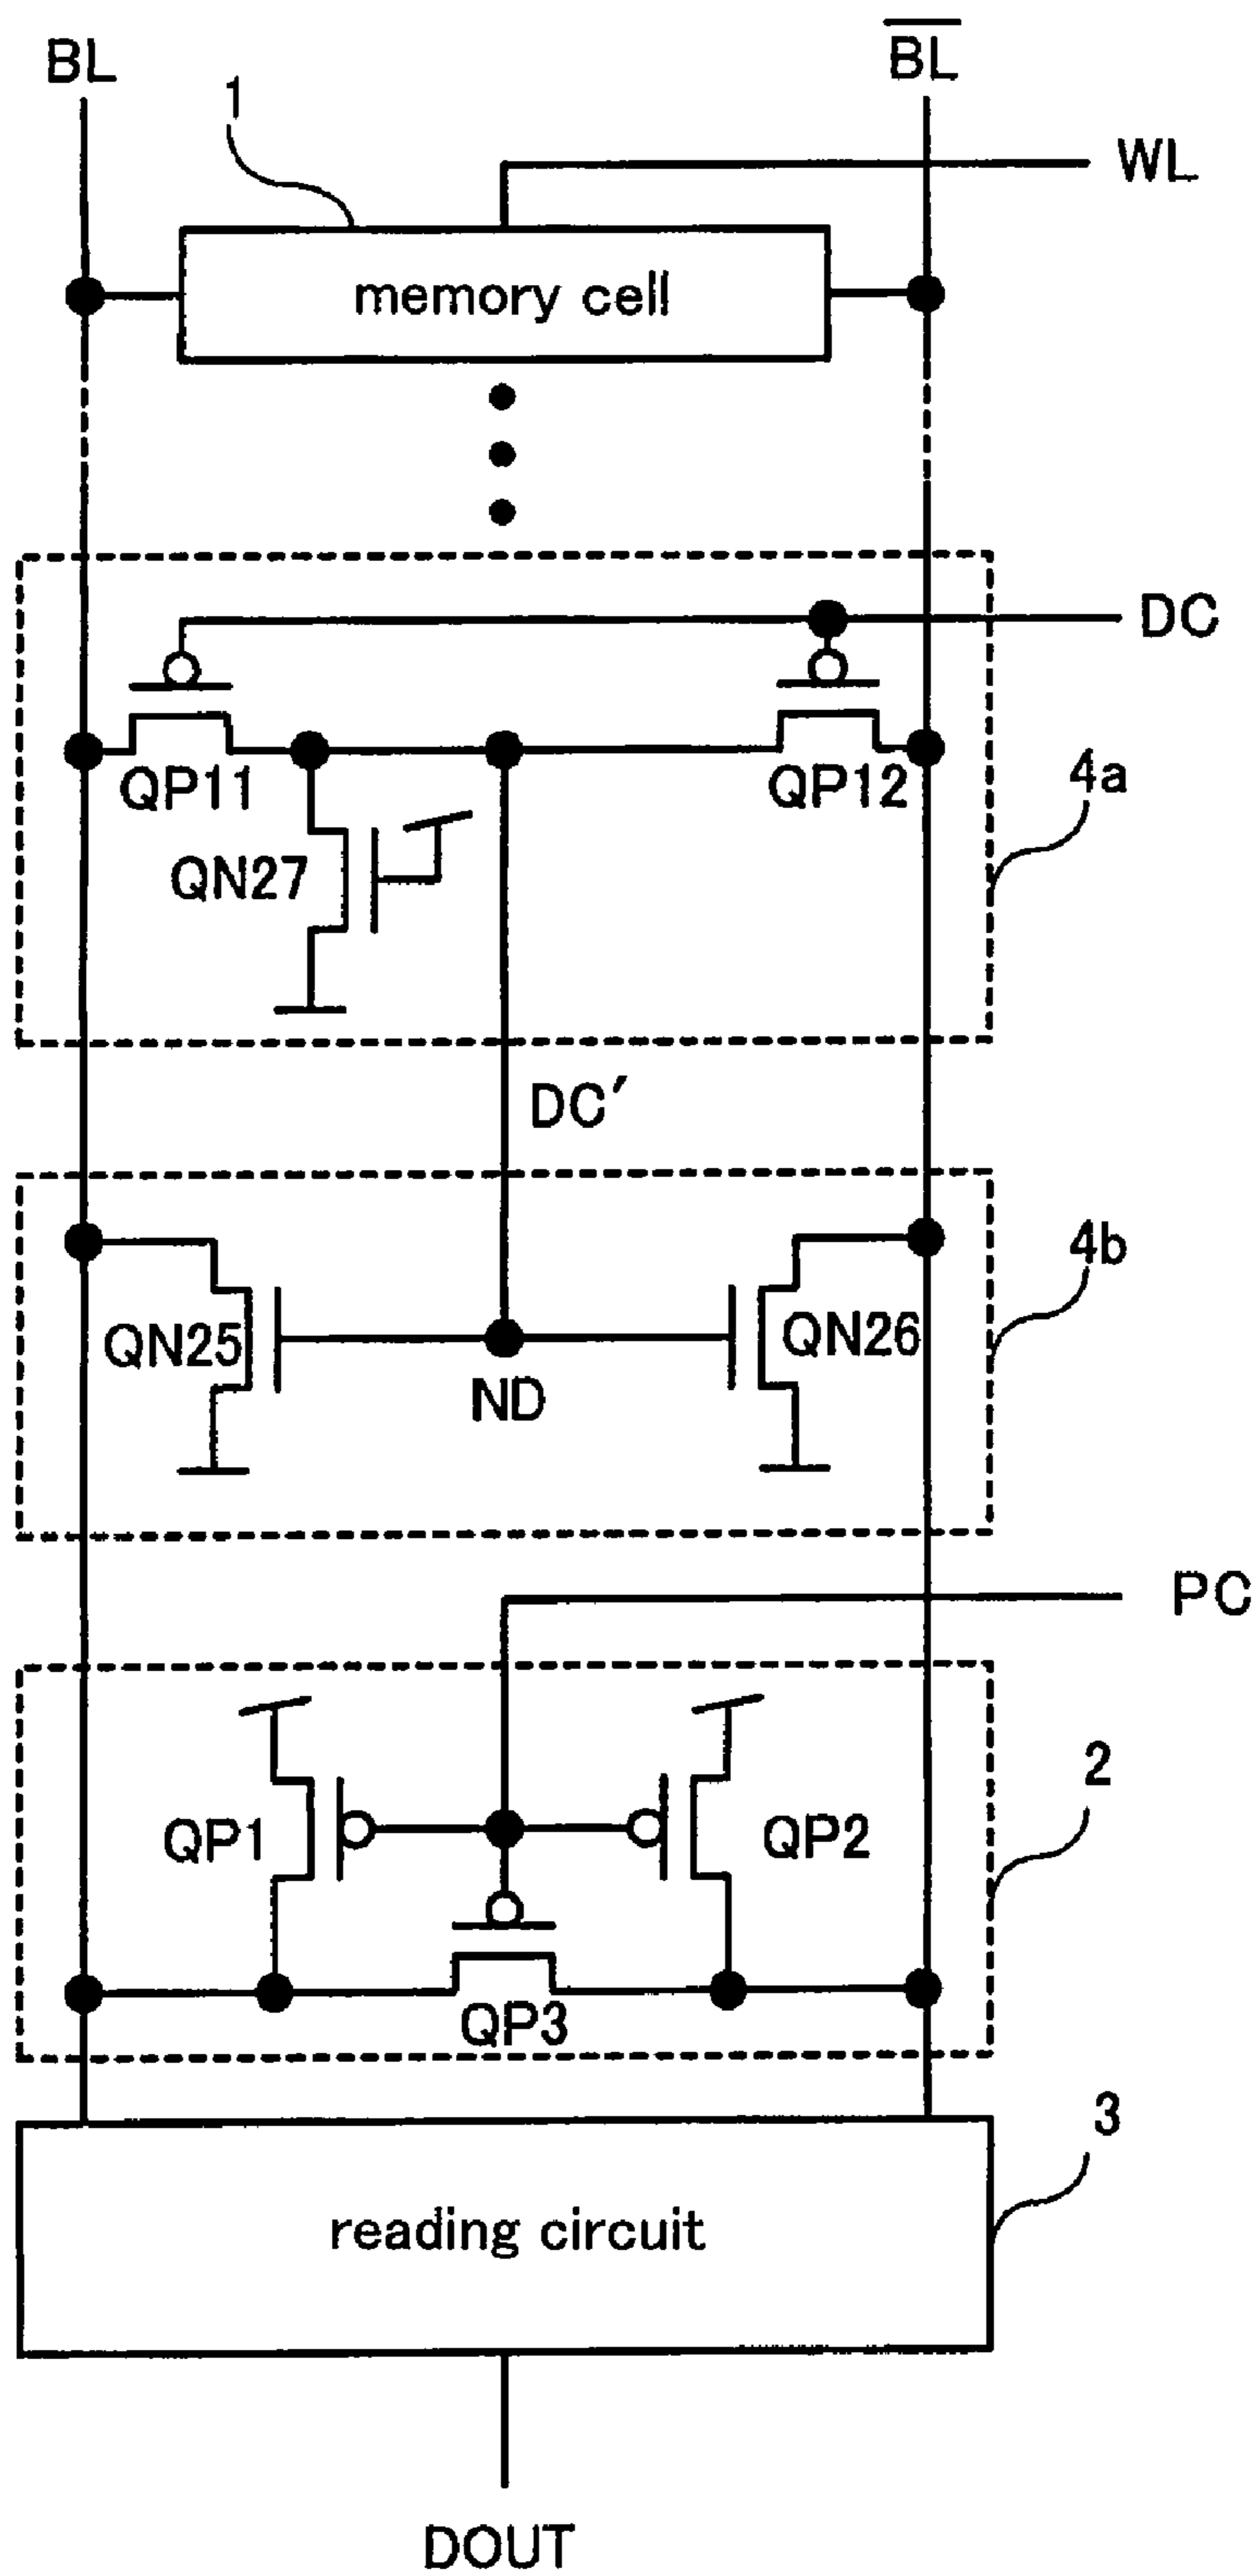 BL
B̅L̅
1
WL
memory cell
DC
QP11
QP12
4a
QN27
DC′
4b
QN25
QN26
ND
PC
2
QP1
QP2
QP3
3
reading circuit
DOUT